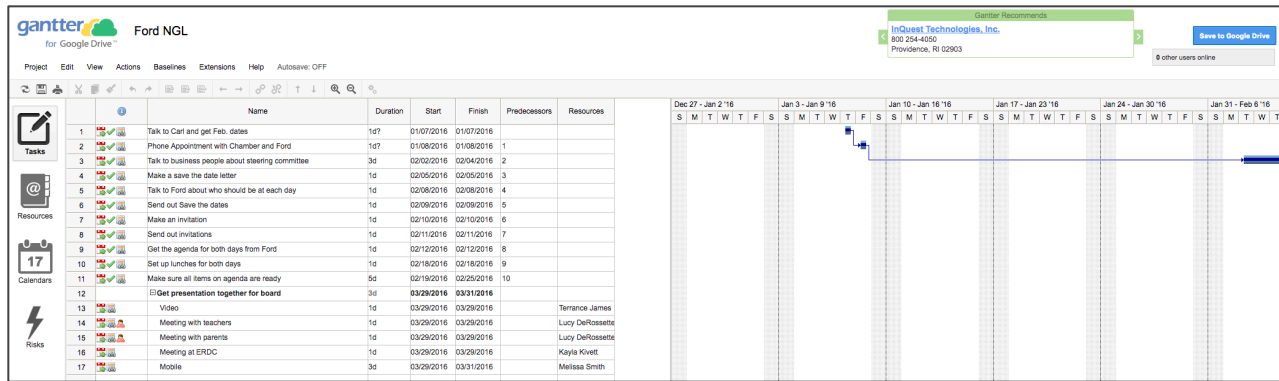 gantter
for Google Drive™
Ford NGL
Gantter Recommends
InQuest Technologies, Inc.
800 254-4050
Providence, RI 02903
Save to Google Drive
0 other users online
Project Edit View Actions Baselines Extensions Help Autosave: OFF
Name Duration Start Finish Predecessors Resources
Dec 27 - Jan 2 '16 Jan 3 - Jan 9 '16 Jan 10 - Jan 16 '16 Jan 17 - Jan 23 '16 Jan 24 - Jan 30 '16 Jan 31 - Feb 6 '16
S M T W T F S S M T W T F S S M T W T F S S M T W T F S S M T W T F S S M T W T
Tasks
Resources
17
Calendars
Risks
1 Talk to Carl and get Feb. dates 1d? 01/07/2016 01/07/2016
2 Phone Appointment with Chamber and Ford 1d? 01/08/2016 01/08/2016 1
3 Talk to business people about steering committee 3d 02/02/2016 02/04/2016 2
4 Make a save the date letter 1d 02/05/2016 02/05/2016 3
5 Talk to Ford about who should be at each day 1d 02/08/2016 02/08/2016 4
6 Send out Save the dates 1d 02/09/2016 02/09/2016 5
7 Make an invitation 1d 02/10/2016 02/10/2016 6
8 Send out invitations 1d 02/11/2016 02/11/2016 7
9 Get the agenda for both days from Ford 1d 02/12/2016 02/12/2016 8
10 Set up lunches for both days 1d 02/18/2016 02/18/2016 9
11 Make sure all items on agenda are ready 5d 02/19/2016 02/25/2016 10
12 Get presentation together for board 3d 03/29/2016 03/31/2016
13 Video 1d 03/29/2016 03/29/2016 Terrance James
14 Meeting with teachers 1d 03/29/2016 03/29/2016 Lucy DeRossette
15 Meeting with parents 1d 03/29/2016 03/29/2016 Lucy DeRossette
16 Meeting at ERDC 1d 03/29/2016 03/29/2016 Kayla Kivett
17 Mobile 3d 03/29/2016 03/31/2016 Melissa Smith